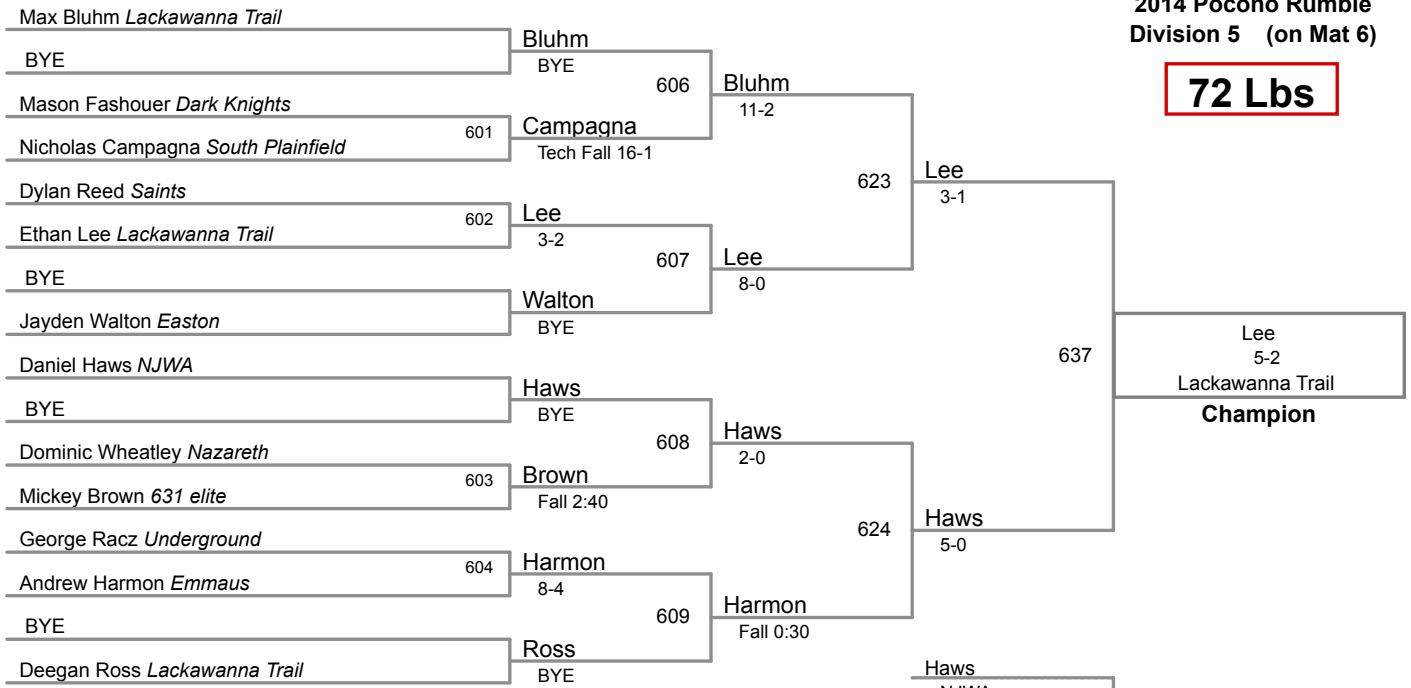 2014 Pocono Rumble
Division 5 (on Mat 6)
72 Lbs
Max Bluhm Lackawanna Trail
BYE
Mason Fashouer Dark Knights
Nicholas Campagna South Plainfield
Dylan Reed Saints
Ethan Lee Lackawanna Trail
BYE
Jayden Walton Easton
Daniel Haws NJWA
BYE
Dominic Wheatley Nazareth
Mickey Brown 631 elite
George Racz Underground
Andrew Harmon Emmaus
BYE
Deegan Ross Lackawanna Trail
601
602
603
604
Bluhm
BYE
Campagna
Tech Fall 16-1
Lee
3-2
Walton
BYE
Haws
BYE
Brown
Fall 2:40
Harmon
8-4
Ross
BYE
606
607
608
609
Bluhm
11-2
Lee
8-0
Haws
2-0
Harmon
Fall 0:30
623
624
Lee
3-1
Haws
5-0
637
Lee
5-2
Lackawanna Trail
Champion
Haws
NJWA